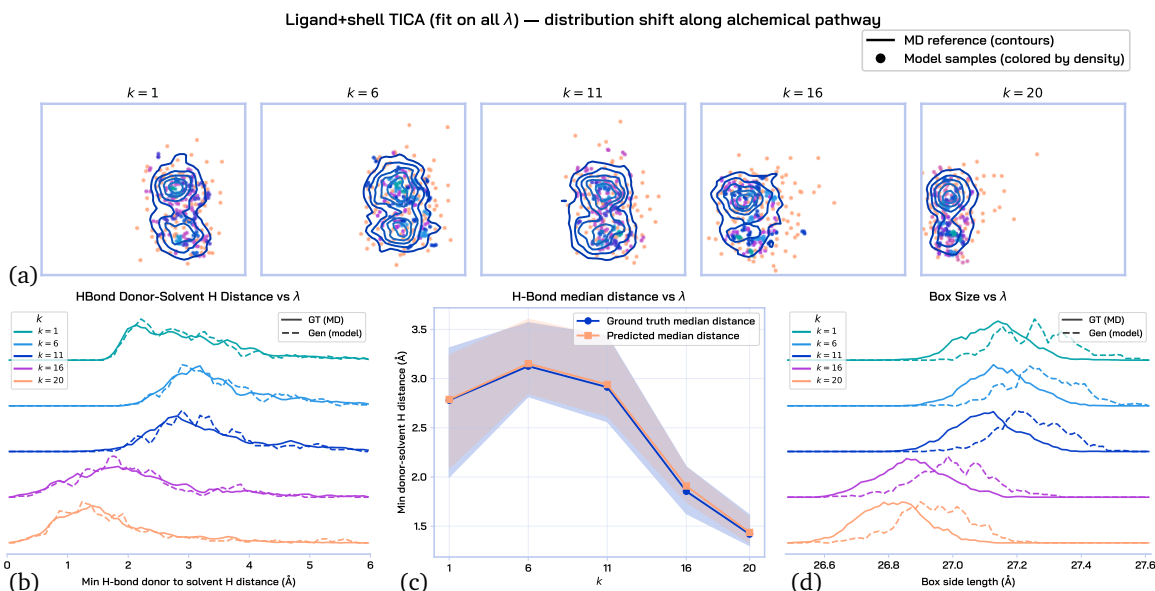 Ligand+shell TICA (fit on all λ) — distribution shift along alchemical pathway
MD reference (contours)
Model samples (colored by density)
k = 1
k = 6
k = 11
k = 16
k = 20
(a)
HBond Donor-Solvent H Distance vs λ
k
k = 1
k = 6
k = 11
k = 16
k = 20
GT (MD)
Gen (model)
0 1 2 3 4 5 6
Min H-bond donor to solvent H distance (Å)
(b)
H-Bond median distance vs λ
Ground truth median distance
Predicted median distance
Min donor-solvent H distance (Å)
3.5
3.0
2.5
2.0
1.5
1 6 11 16 20
k
(c)
Box Size vs λ
k
k = 1
k = 6
k = 11
k = 16
k = 20
GT (MD)
Gen (model)
26.6 26.8 27.0 27.2 27.4 27.6
Box side length (Å)
(d)